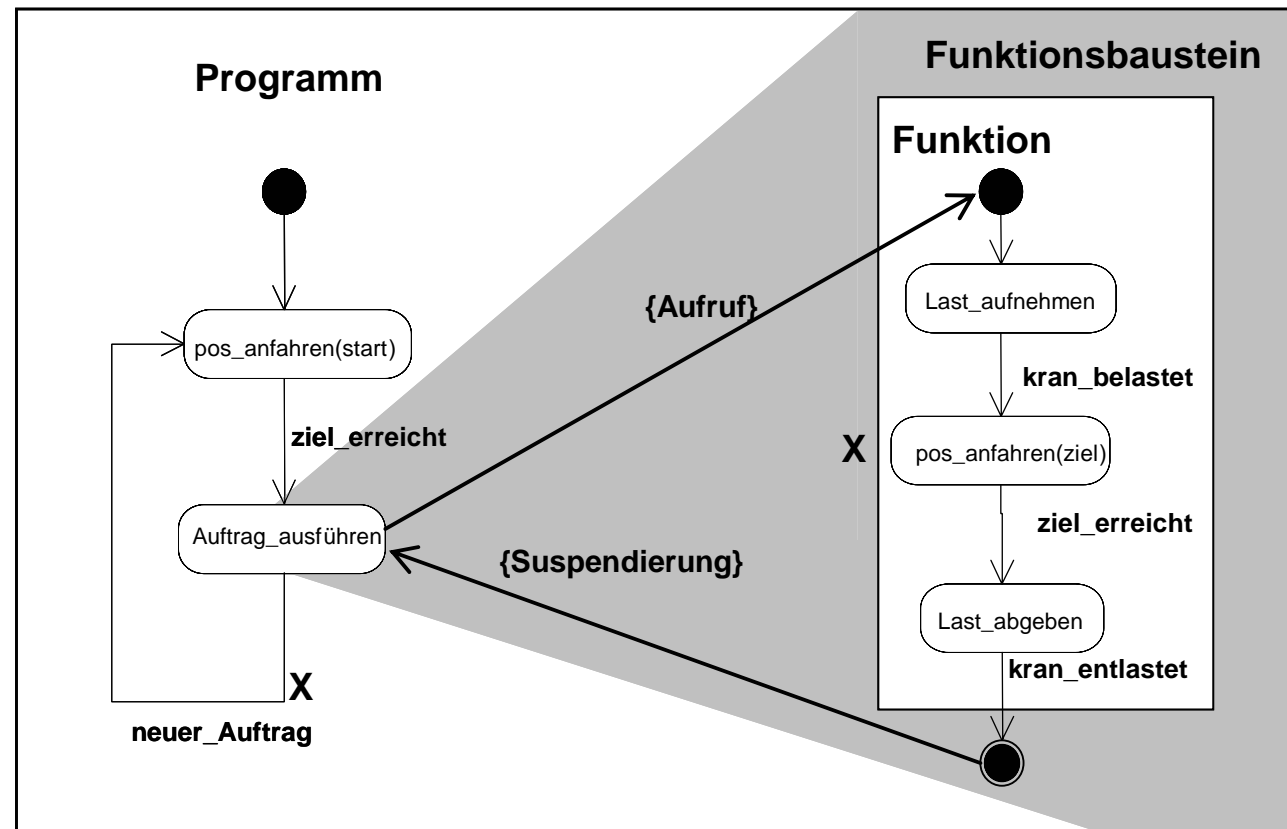 Programm
pos_anfahren(start)
ziel_erreicht
Auftrag_ausführen
X
neuer_Auftrag
{Aufruf}
{Suspendierung}
Funktionsbaustein
Funktion
Last_aufnehmen
kran_belastet
X
pos_anfahren(ziel)
ziel_erreicht
Last_abgeben
kran_entlastet